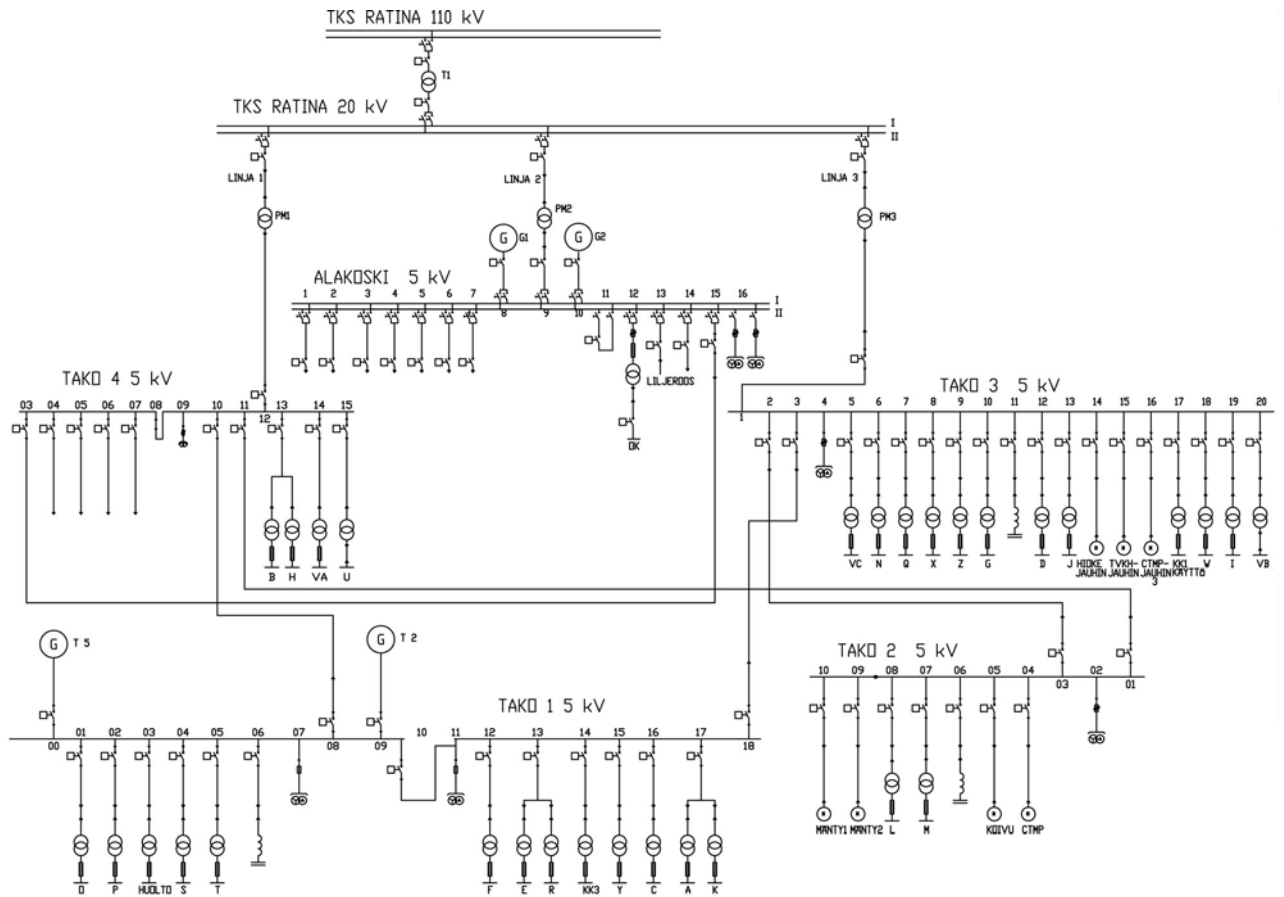 TKS RATINA 110 kV
T1
TKS RATINA 20 kV
I
II
LINJA 1
LINJA 2
LINJA 3
PM1
PM2
PM3
G G1
G G2
ALAKOSKI 5 kV
1 2 3 4 5 6 7 11 12 13 14 15 16
I
II
8 9 10
LILJEROOS
OK
TAKO 4 5 kV
03 04 05 06 07 08 09 10 11 13 14 15
12
B H VA U
TAKO 3 5 kV
2 3 4 5 6 7 8 9 10 11 12 13 14 15 16 17 18 19 20
1
VC N Q X Z G D J HIOKE TVKH- CTMP- KK1 W I VB
JAUHIN JAUHIN JAUHIN KÄYTTÖ
3
G T 5
G T 2
TAKO 2 5 kV
10 09 08 07 06 05 04 02
03 01
MÄNTY1 MÄNTY2 L M KOIVU CTMP
TAKO 1 5 kV
01 02 03 04 05 06 07 10 11 12 13 14 15 16 17
00 08 09 18
O P HUOLTO S T F E R KK3 Y C A K